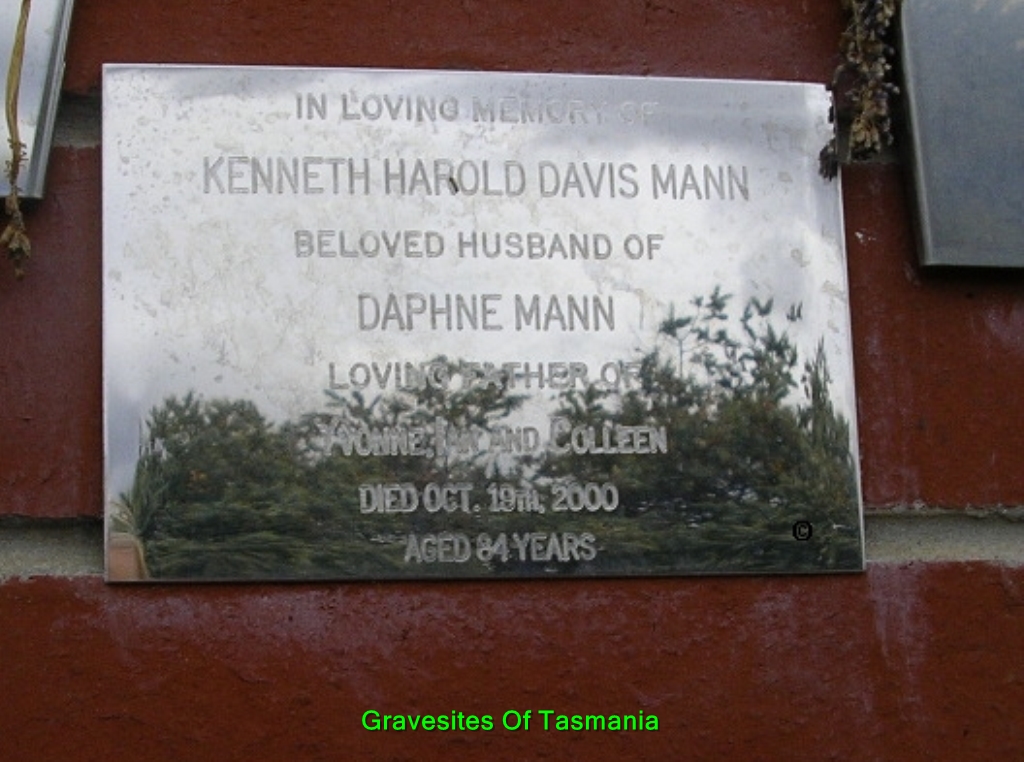 IN LOVING MEMORY OF
KENNETH HAROLD DAVIS MANN
BELOVED HUSBAND OF
DAPHNE MANN
LOVING FATHER OF
YVONNE, IAN AND COLLEEN
DIED OCT. 19TH, 2000
AGED 84 YEARS
©
Gravesites Of Tasmania